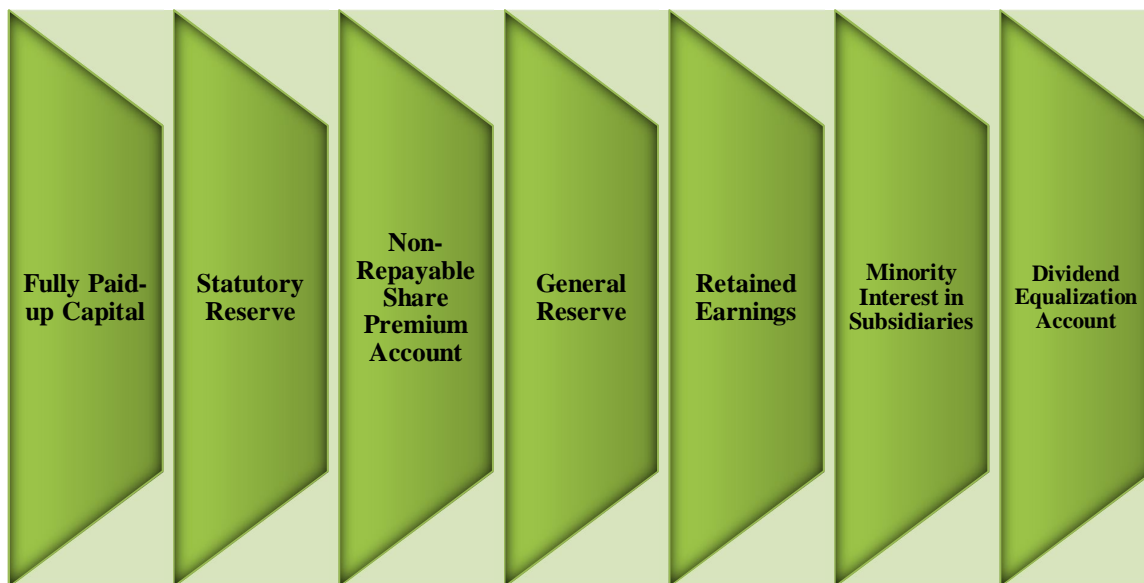 Fully Paid-
up Capital
Statutory
Reserve
Non-
Repayable
Share
Premium
Account
General
Reserve
Retained
Earnings
Minority
Interest in
Subsidiaries
Dividend
Equalization
Account